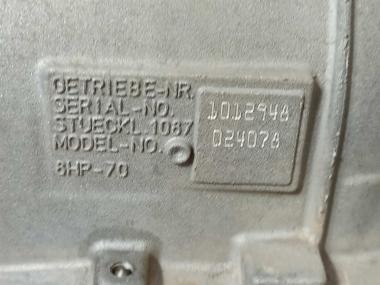 GETRIEBE-NR.
SERIAL-NO. 1012948
STUECKL.1087 024078
MODEL-NO.
8HP-70